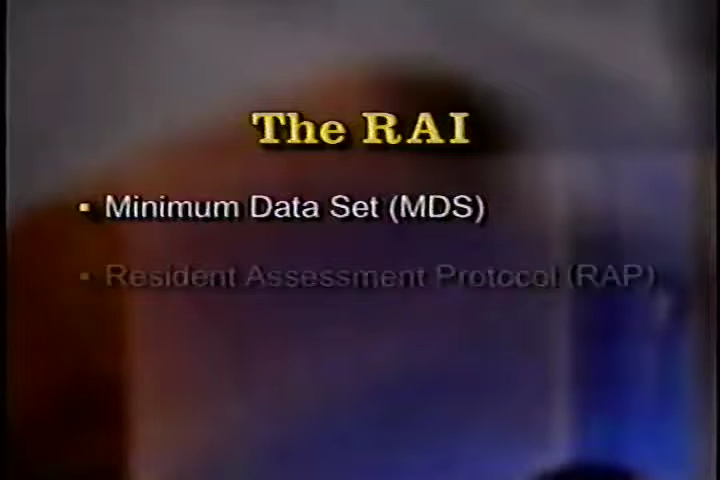 The RAI
▪ Minimum Data Set (MDS)
▪ Resident Assessment Protocol (RAP)